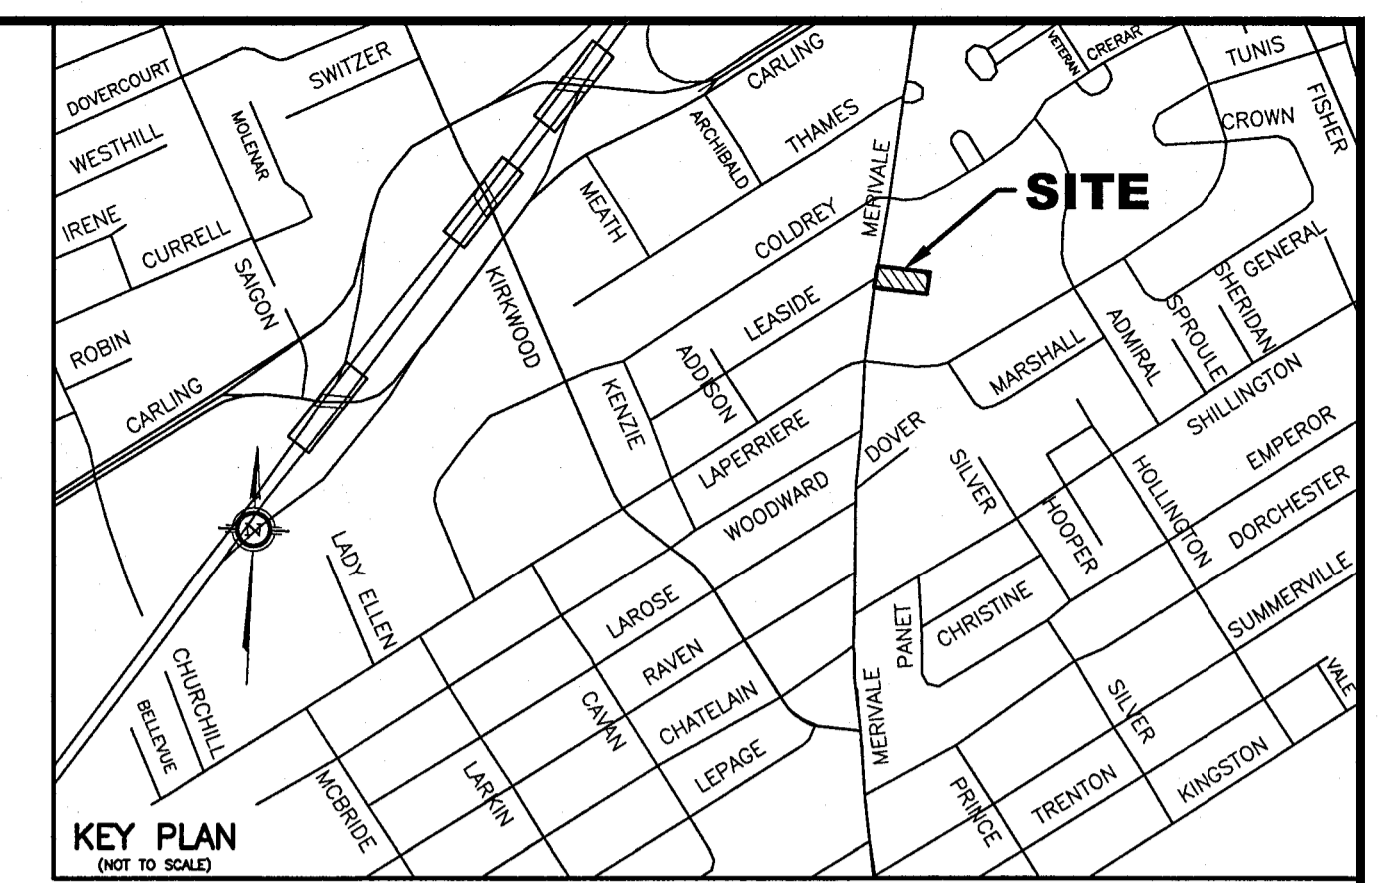 DOVERCOURT
SWITZER
CARLING
VETERAN
CRERAR
TUNIS
FISHER
WESTHILL
MOLENAR
ARCHIBALD
THAMES
MERIVALE
CROWN
IRENE
CURRELL
MEATH
COLDREY
SITE
SAIGON
KIRKWOOD
LEASIDE
GENERAL
SHERIDAN
SPROULE
ADMIRAL
ROBIN
CARLING
ADDISON
KENZIE
MARSHALL
SHILLINGTON
LAPERRIERE
DOVER
EMPEROR
WOODWARD
SILVER
HOOPER
HOLLINGTON
DORCHESTER
N
LADY ELLEN
LAROSE
PANET
CHRISTINE
SUMMERVILLE
CHURCHILL
RAVEN
MERIVALE
VALE
BELLEVUE
CAVAN
CHATELAIN
SILVER
LEPAGE
MCBRIDE
LARKIN
PRINCE
TRENTON
KINGSTON
KEY PLAN
(NOT TO SCALE)